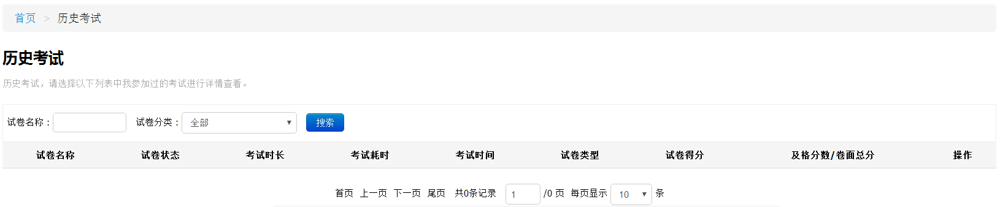 首页 > 历史考试
历史考试
历史考试，请选择以下列表中我参加过的考试进行详情查看。
试卷名称： 试卷分类： 全部 搜索
试卷名称 试卷状态 考试时长 考试耗时 考试时间 试卷类型 试卷得分 及格分数/卷面总分 操作
首页 上一页 下一页 尾页 共0条记录 1 /0 页 每页显示 10 条